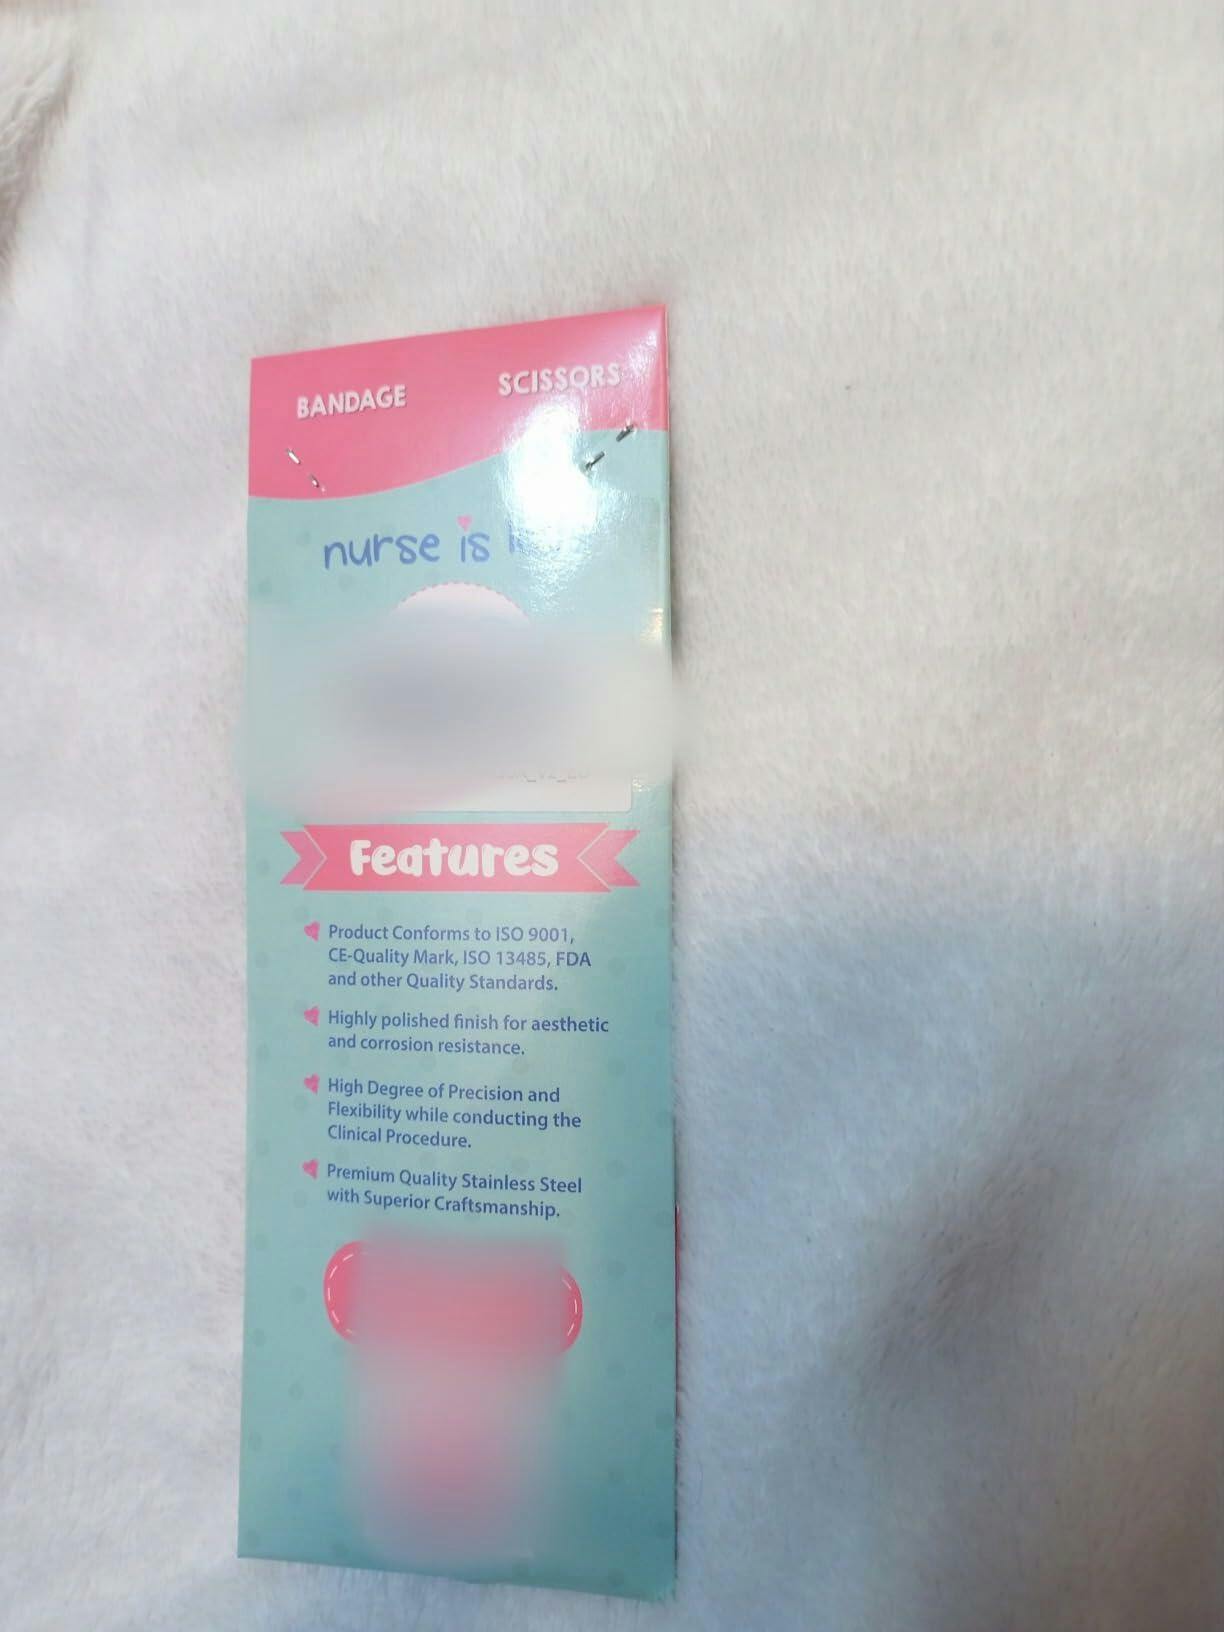 BANDAGE SCISSORS
nurse is
Features
Product Conforms to ISO 9001,
CE-Quality Mark, ISO 13485, FDA
and other Quality Standards.
Highly polished finish for aesthetic
and corrosion resistance.
High Degree of Precision and
Flexibility while conducting the
Clinical Procedure.
Premium Quality Stainless Steel
with Superior Craftsmanship.